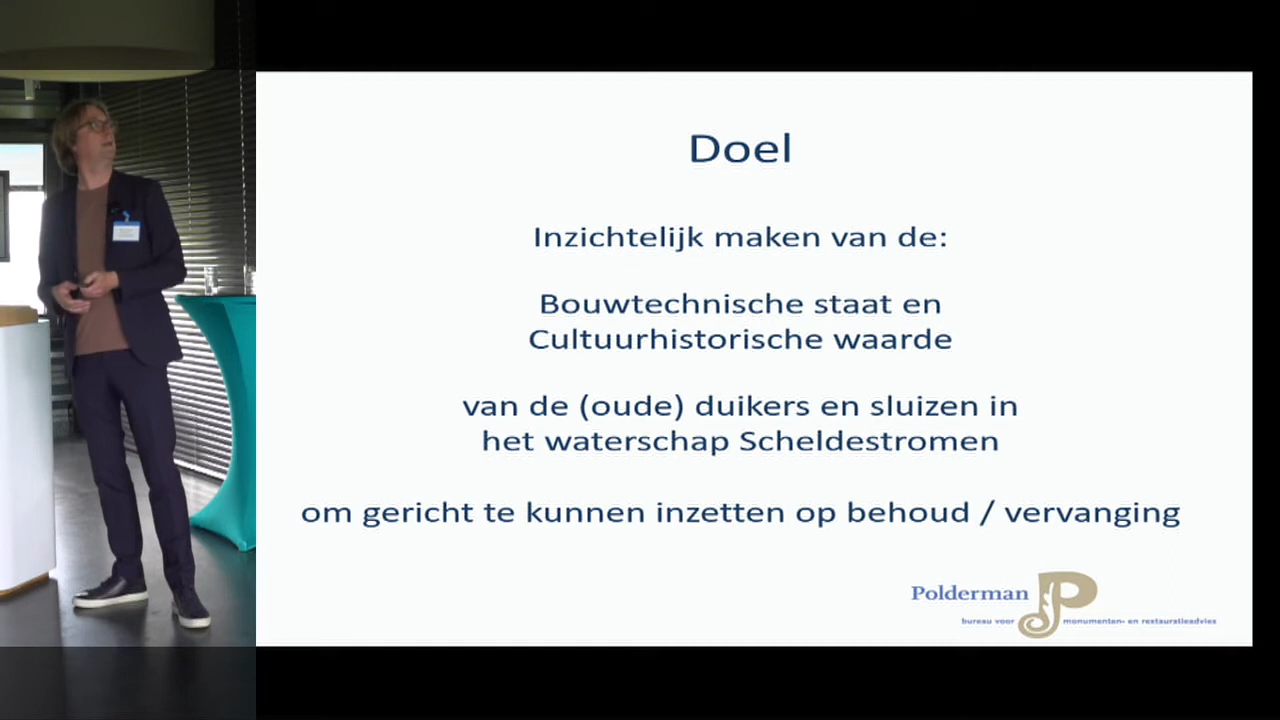 Doel
Inzichtelijk maken van de:
Bouwtechnische staat en
Cultuurhistorische waarde
van de (oude) duikers en sluizen in
het waterschap Scheldestromen
om gericht te kunnen inzetten op behoud / vervanging
Polderman
bureau voor monumenten- en restauratieadvies